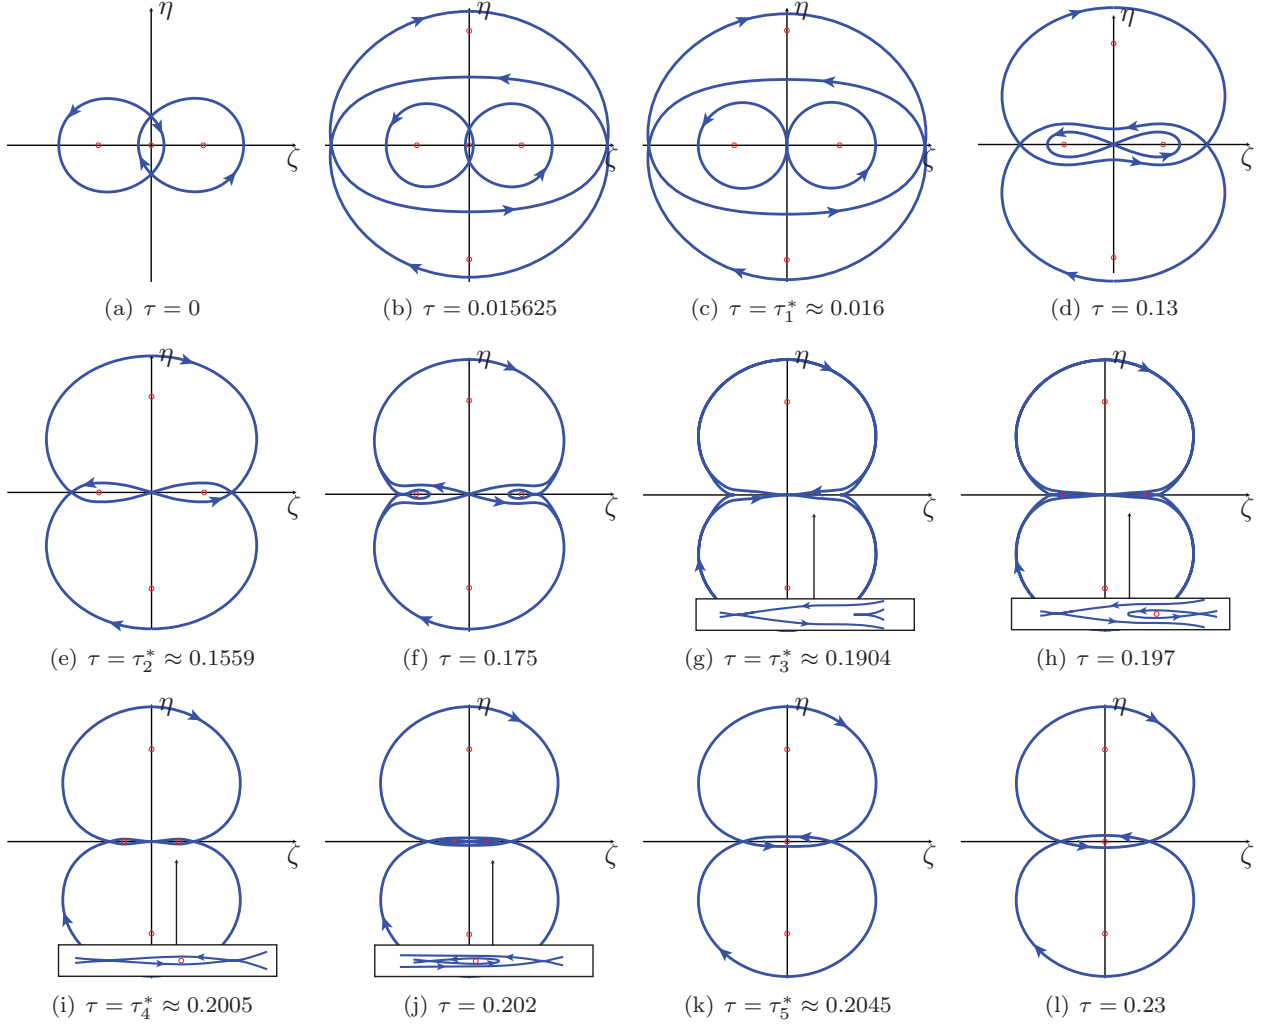 η η η η
ζ ζ ζ ζ
(a) τ = 0 (b) τ = 0.015625 (c) τ = τ₁* ≈ 0.016 (d) τ = 0.13
η η η η
ζ ζ ζ ζ
(e) τ = τ₂* ≈ 0.1559 (f) τ = 0.175 (g) τ = τ₃* ≈ 0.1904 (h) τ = 0.197
η η η η
ζ ζ ζ ζ
(i) τ = τ₄* ≈ 0.2005 (j) τ = 0.202 (k) τ = τ₅* ≈ 0.2045 (l) τ = 0.23